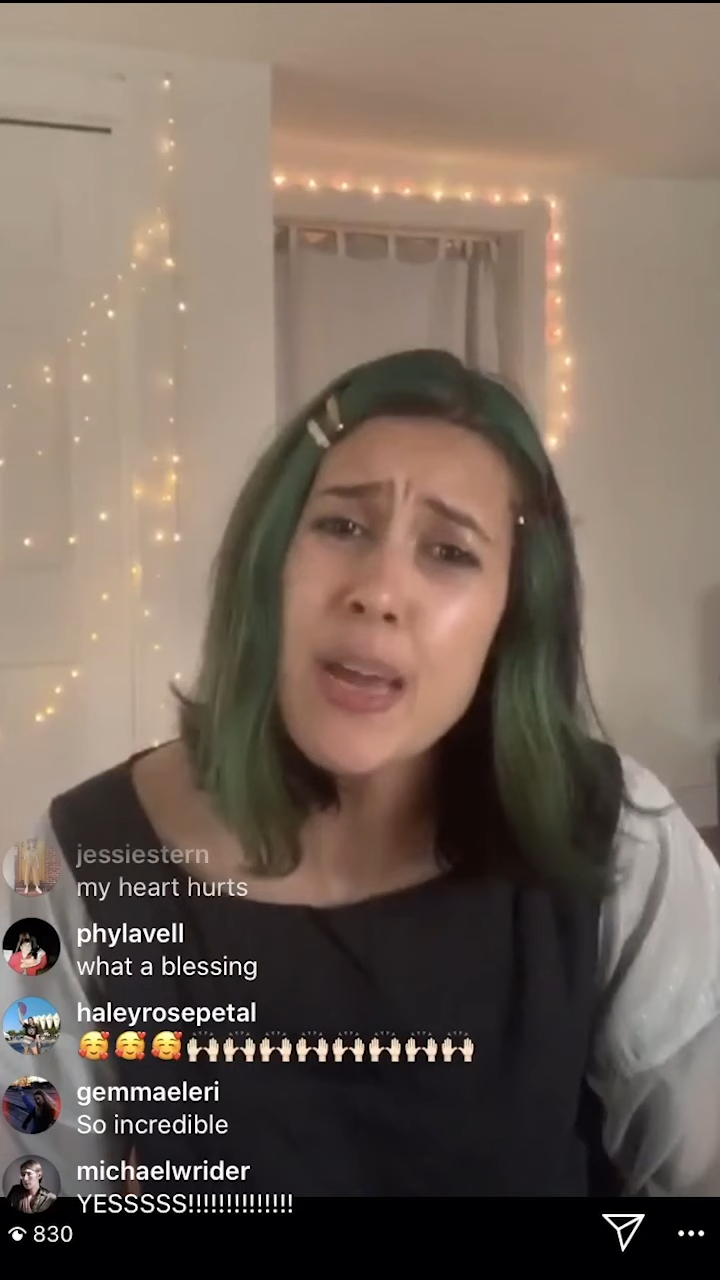 jessiestern
my heart hurts
phylavell
what a blessing
haleyrosepetal
🥰🥰🥰🙌🏻🙌🏻🙌🏻🙌🏻🙌🏻🙌🏻🙌🏻🙌🏻
gemmaeleri
So incredible
michaelwrider
YESSSSS!!!!!!!!!!!!!!
830